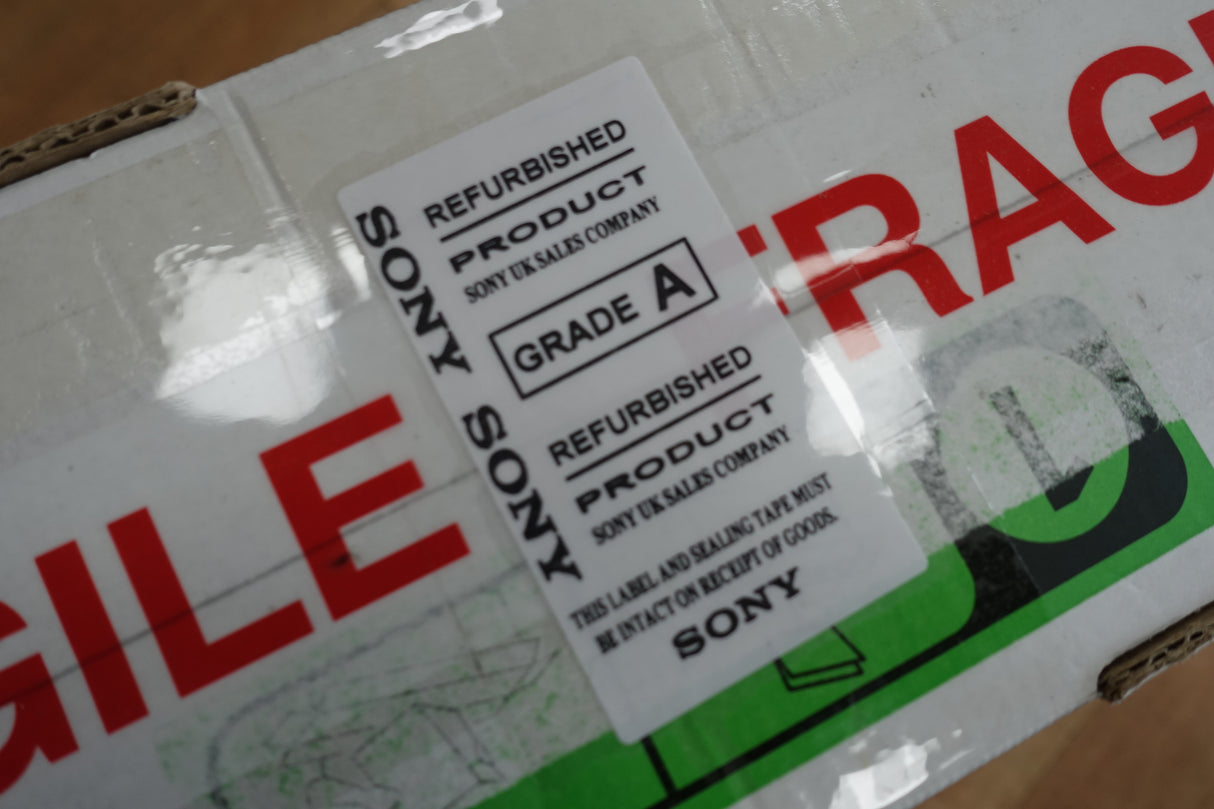 REFURBISHED
PRODUCT
SONY UK SALES COMPANY
GRADE A
REFURBISHED
PRODUCT
SONY UK SALES COMPANY
THIS LABEL AND SEALING TAPE MUST
BE INTACT ON RECEIPT OF GOODS.
SONY
SONY SONY
GILE
FRAG